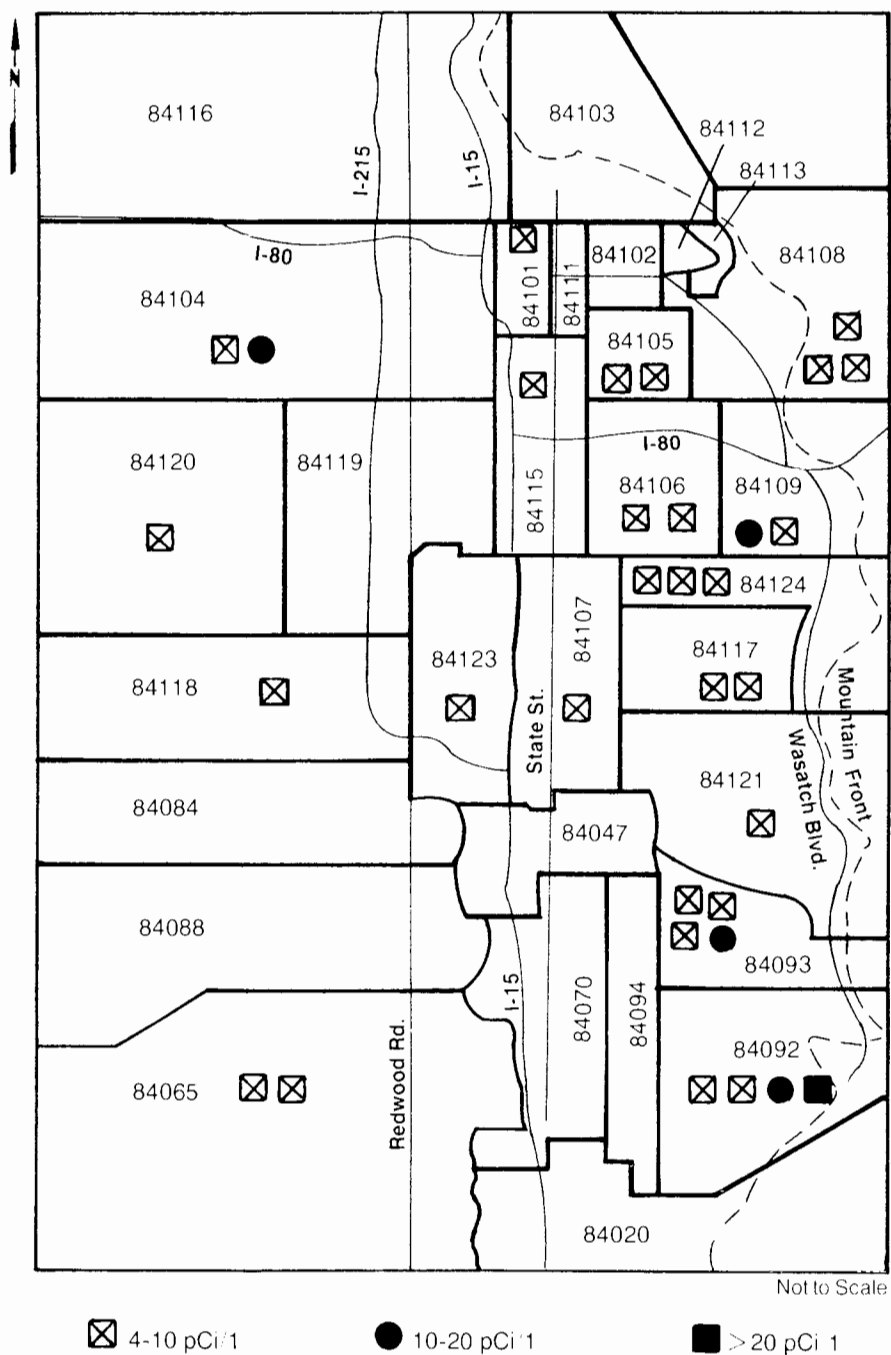 N
84116
I-215
I-15
84103
84112
84113
I-80
84104
84101
84111
84102
84108
84105
84120
84119
84115
I-80
84106
84109
84124
84123
84107
84117
84118
State St.
Mountain Front
Wasatch Blvd.
84121
84084
84047
84088
84093
I-15
84070
84094
84092
84065
Redwood Rd.
84020
Not to Scale
4-10 pCi/1
10-20 pCi/1
>20 pCi 1